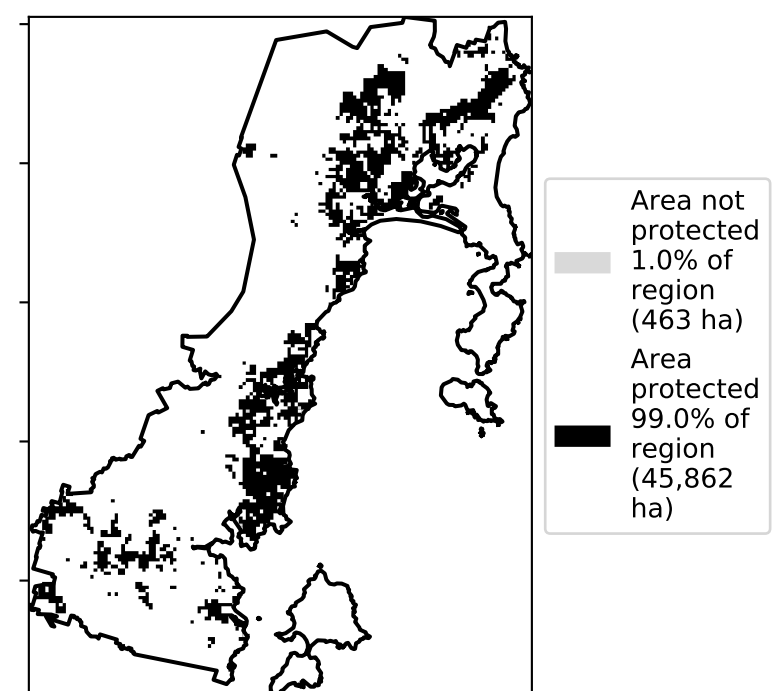 Area not
protected
1.0% of
region
(463 ha)
Area
protected
99.0% of
region
(45,862
ha)